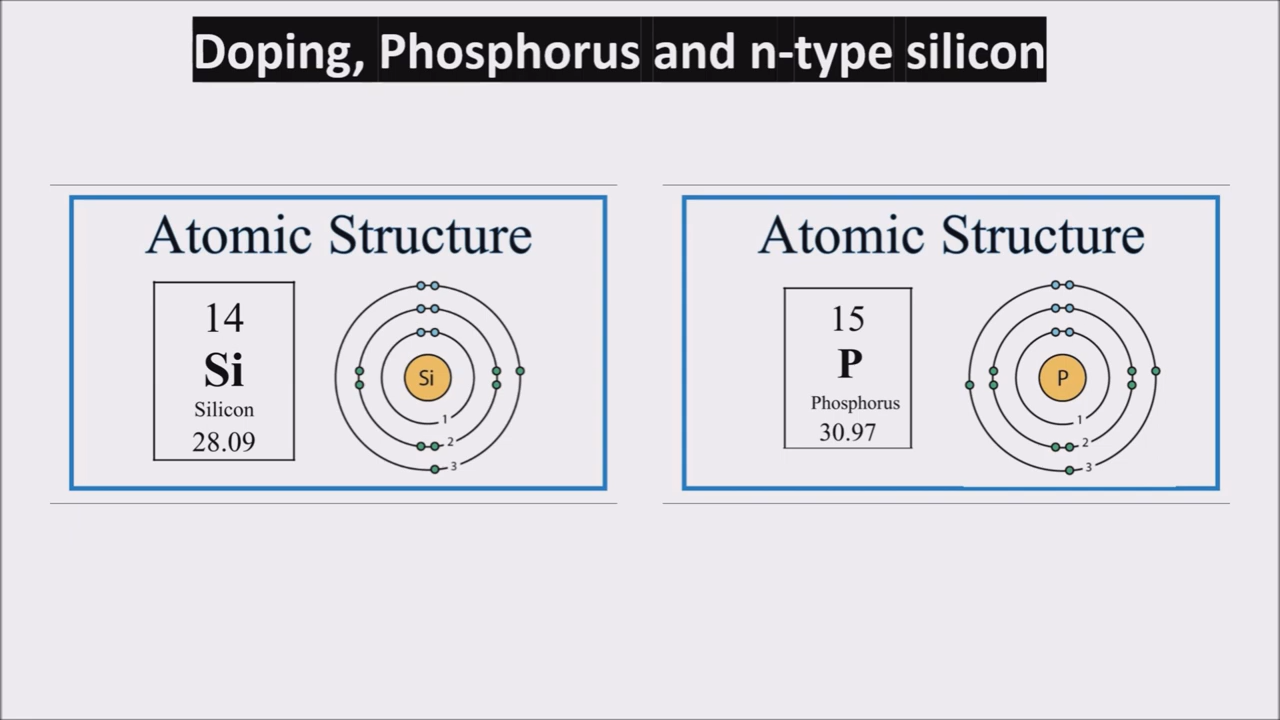 Doping, Phosphorus and n-type silicon
Atomic Structure
14
Si
Silicon
28.09
Si
1
2
3
Atomic Structure
15
P
Phosphorus
30.97
P
1
2
3